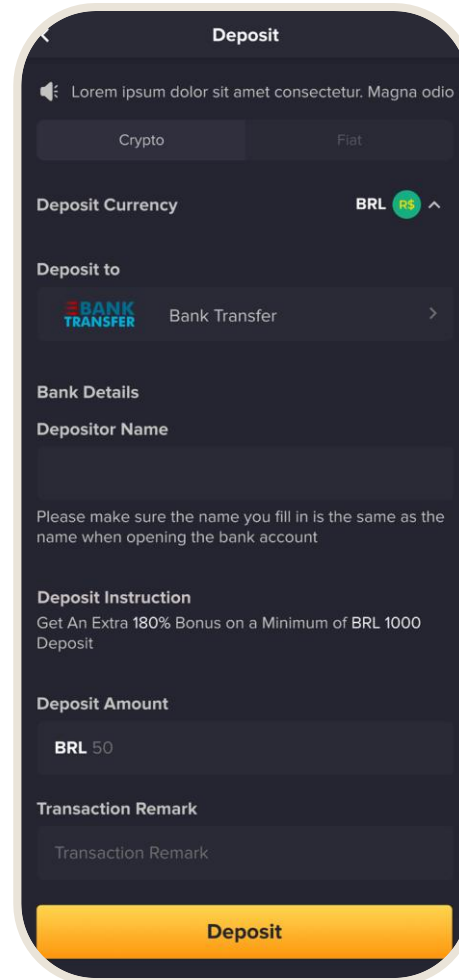 Deposit
Lorem ipsum dolor sit amet consectetur. Magna odio
Crypto
Fiat
Deposit Currency
BRL R$
Deposit to
BANK
TRANSFER
Bank Transfer
Bank Details
Depositor Name
Please make sure the name you fill in is the same as the
name when opening the bank account
Deposit Instruction
Get An Extra 180% Bonus on a Minimum of BRL 1000
Deposit
Deposit Amount
BRL 50
Transaction Remark
Transaction Remark
Deposit